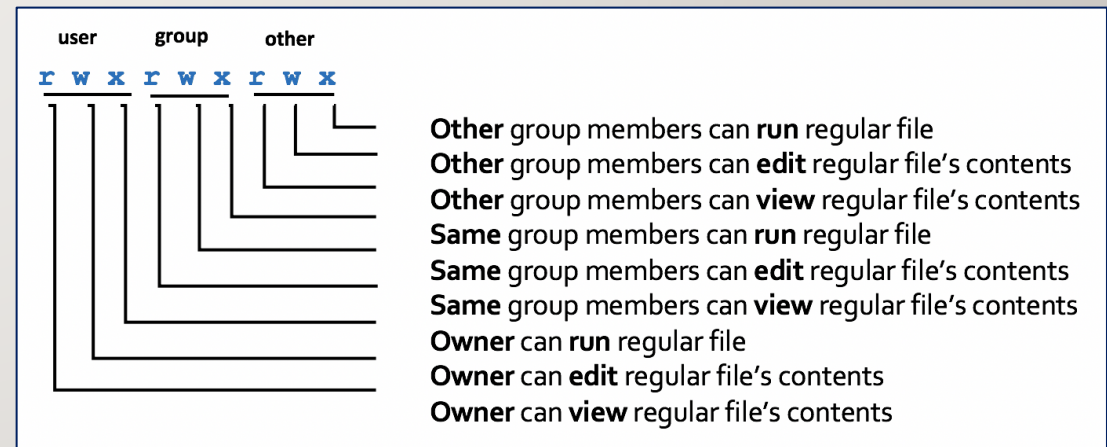 user group other
r w x r w x r w x
Other group members can run regular file
Other group members can edit regular file’s contents
Other group members can view regular file’s contents
Same group members can run regular file
Same group members can edit regular file’s contents
Same group members can view regular file’s contents
Owner can run regular file
Owner can edit regular file’s contents
Owner can view regular file’s contents